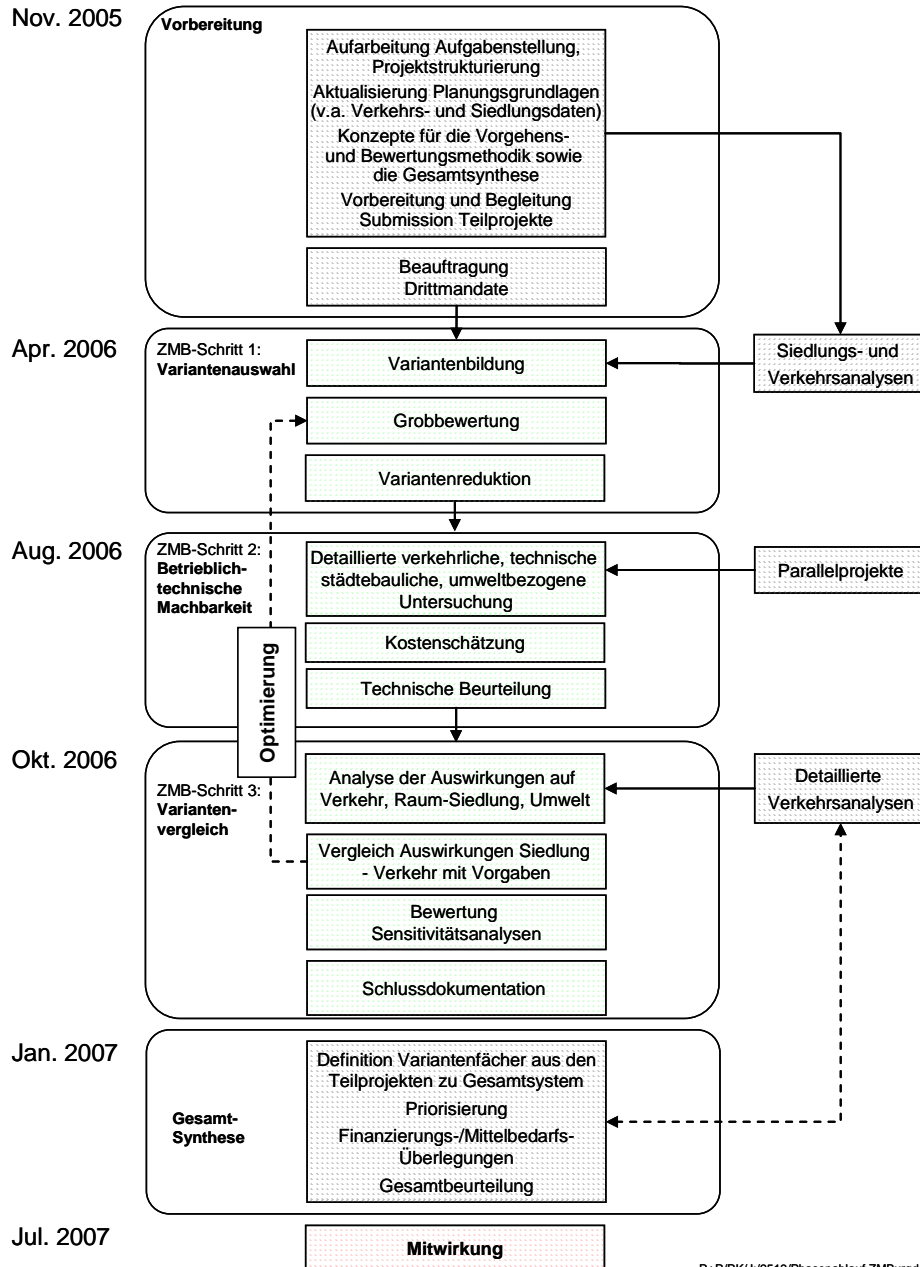 Nov. 2005
Vorbereitung
Aufarbeitung Aufgabenstellung,
Projektstrukturierung
Aktualisierung Planungsgrundlagen
(v.a. Verkehrs- und Siedlungsdaten)
Konzepte für die Vorgehens-
und Bewertungsmethodik sowie
die Gesamtsynthese
Vorbereitung und Begleitung
Submission Teilprojekte
Beauftragung
Drittmandate
Apr. 2006
ZMB-Schritt 1:
Variantenauswahl
Variantenbildung
Siedlungs- und
Verkehrsanalysen
Grobbewertung
Variantenreduktion
Aug. 2006
ZMB-Schritt 2:
Betrieblich-
technische
Machbarkeit
Detaillierte verkehrliche, technische
städtebauliche, umweltbezogene
Untersuchung
Parallelprojekte
Kostenschätzung
Technische Beurteilung
Optimierung
Okt. 2006
ZMB-Schritt 3:
Varianten-
vergleich
Analyse der Auswirkungen auf
Verkehr, Raum-Siedlung, Umwelt
Detaillierte
Verkehrsanalysen
Vergleich Auswirkungen Siedlung
- Verkehr mit Vorgaben
Bewertung
Sensitivitätsanalysen
Schlussdokumentation
Jan. 2007
Gesamt-
Synthese
Definition Variantenfächer aus den
Teilprojekten zu Gesamtsystem
Priorisierung
Finanzierungs-/Mittelbedarfs-
Überlegungen
Gesamtbeurteilung
Jul. 2007
Mitwirkung